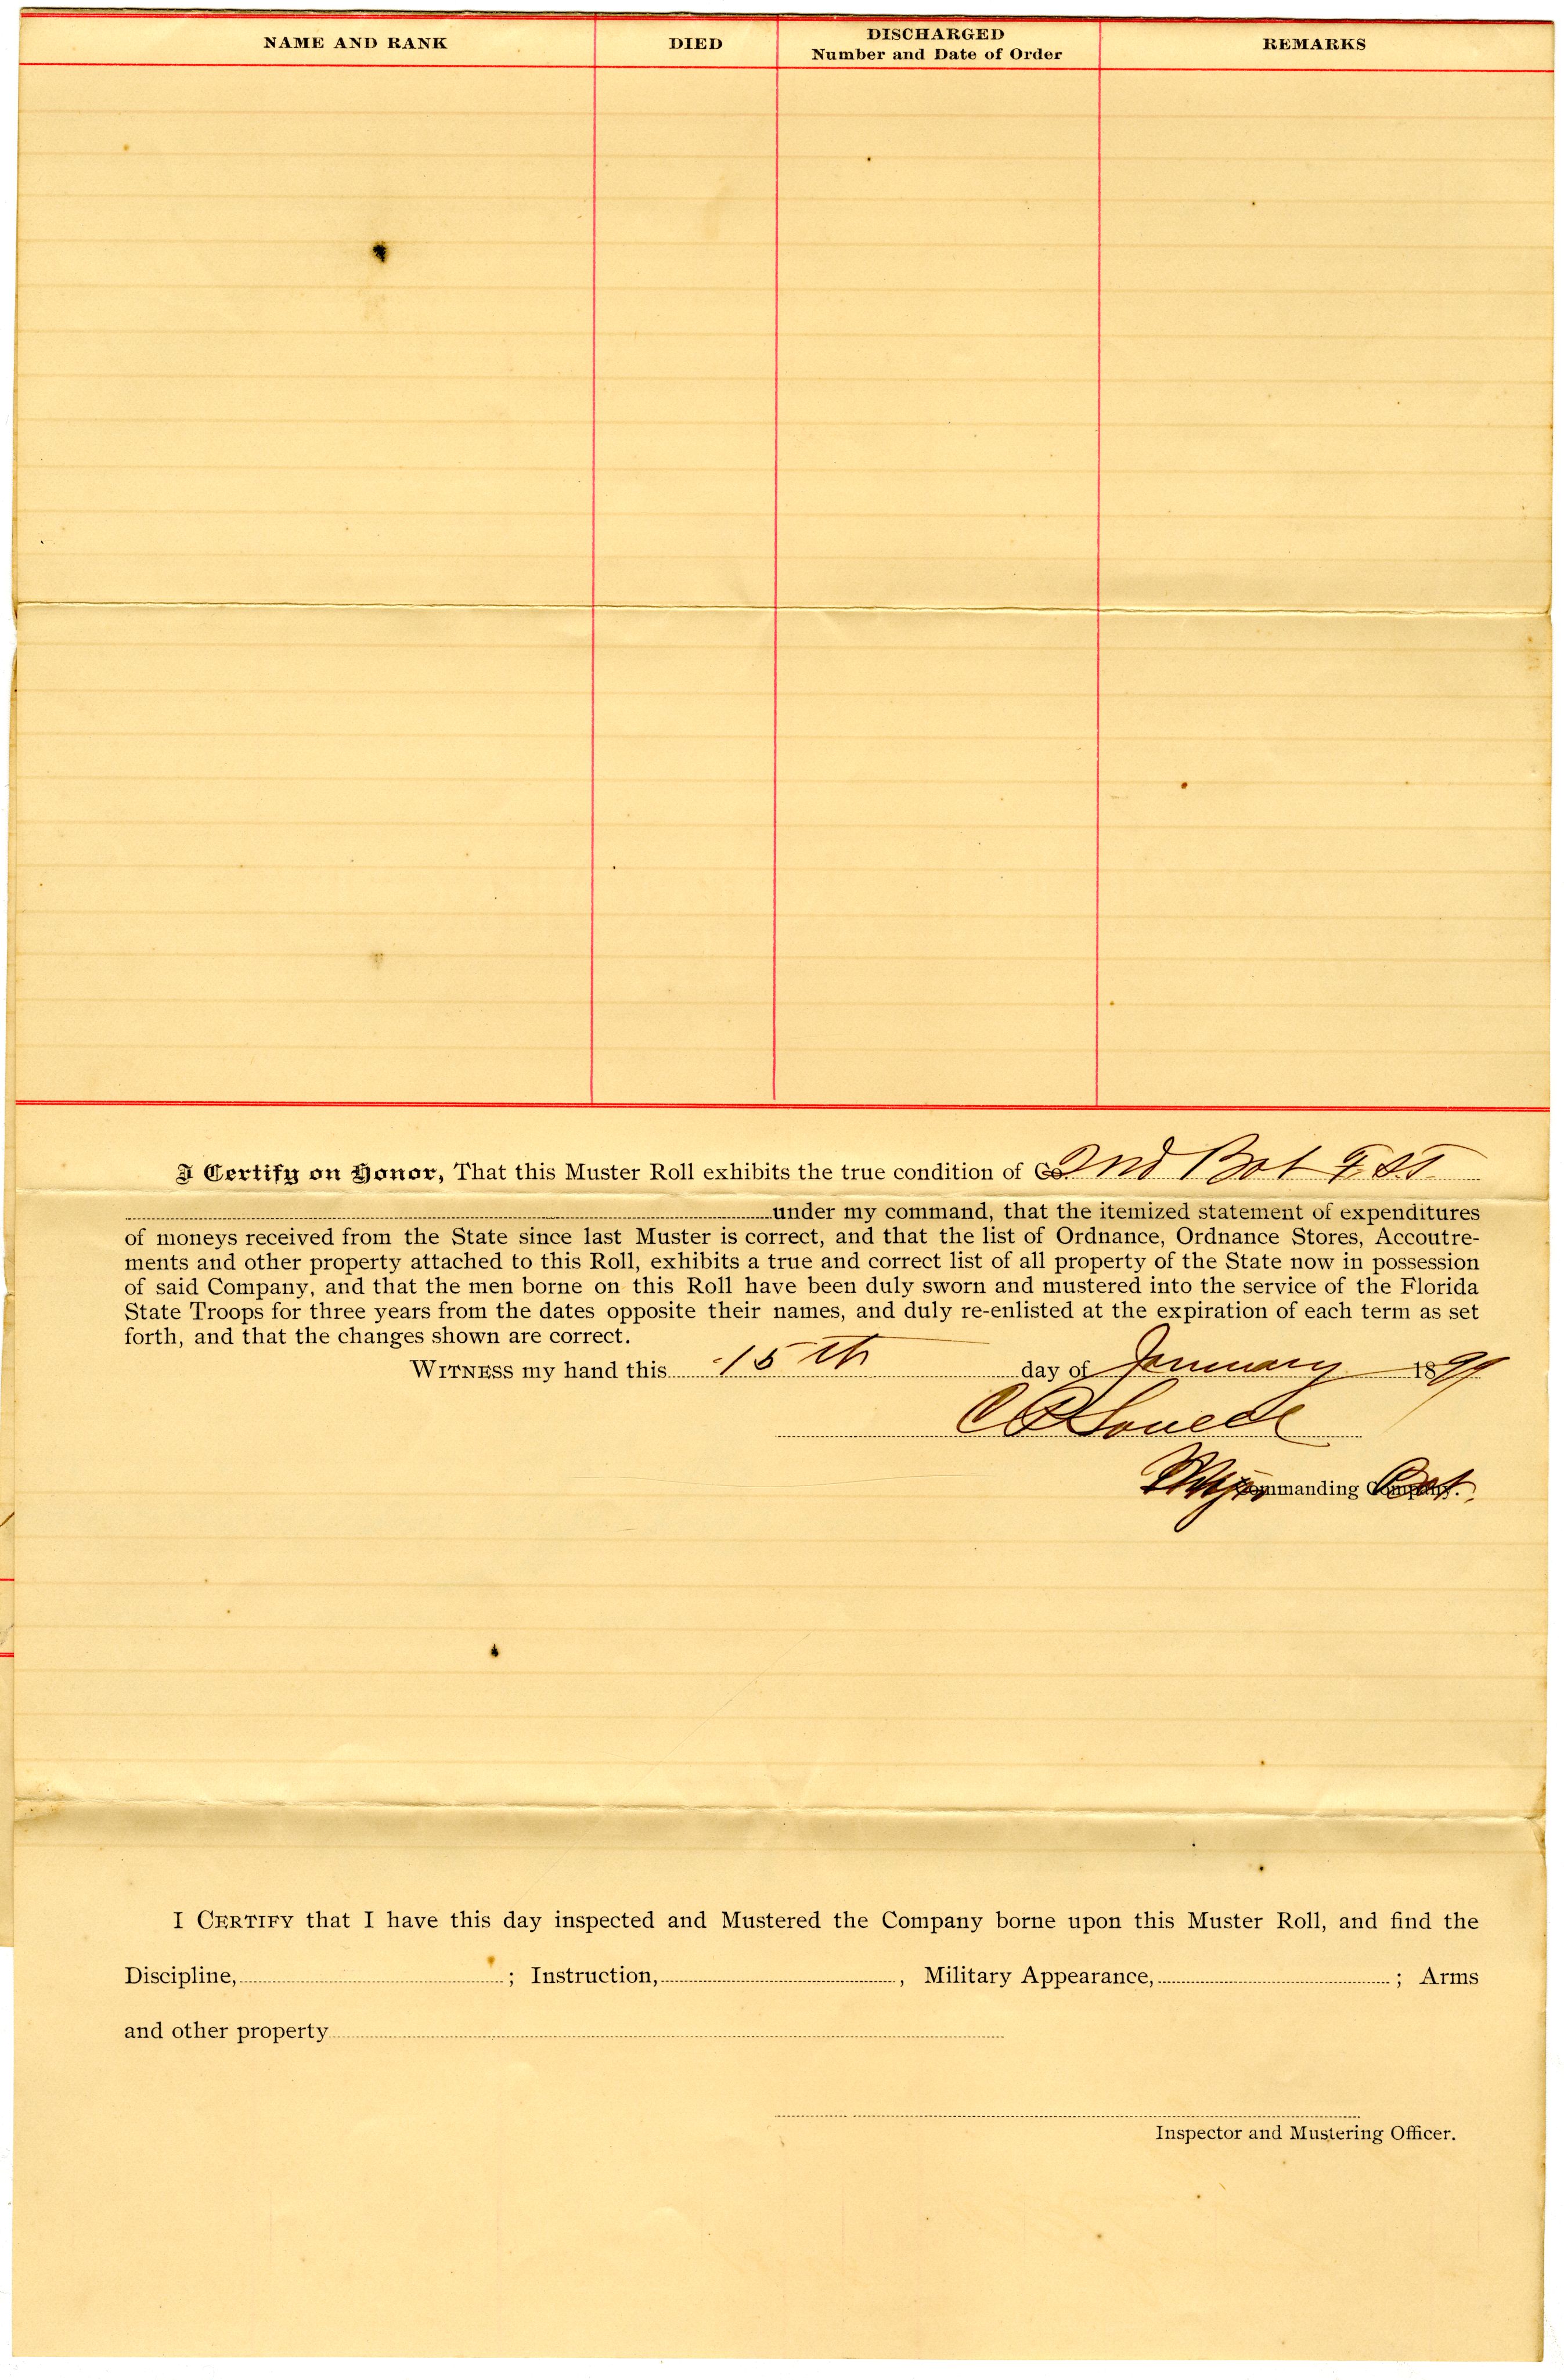 NAME AND RANK DIED DISCHARGED Number and Date of Order REMARKS
I Certify on Honor, That this Muster Roll exhibits the true condition of Co. 2nd Bat F. S. T.
under my command, that the itemized statement of expenditures
of moneys received from the State since last Muster is correct, and that the list of Ordnance, Ordnance Stores, Accoutre-
ments and other property attached to this Roll, exhibits a true and correct list of all property of the State now in possession
of said Company, and that the men borne on this Roll have been duly sworn and mustered into the service of the Florida
State Troops for three years from the dates opposite their names, and duly re-enlisted at the expiration of each term as set
forth, and that the changes shown are correct.
WITNESS my hand this 15th day of January 1899
Major Commanding Company. Bat.
I CERTIFY that I have this day inspected and Mustered the Company borne upon this Muster Roll, and find the
Discipline, ; Instruction, , Military Appearance, ; Arms
and other property
Inspector and Mustering Officer.